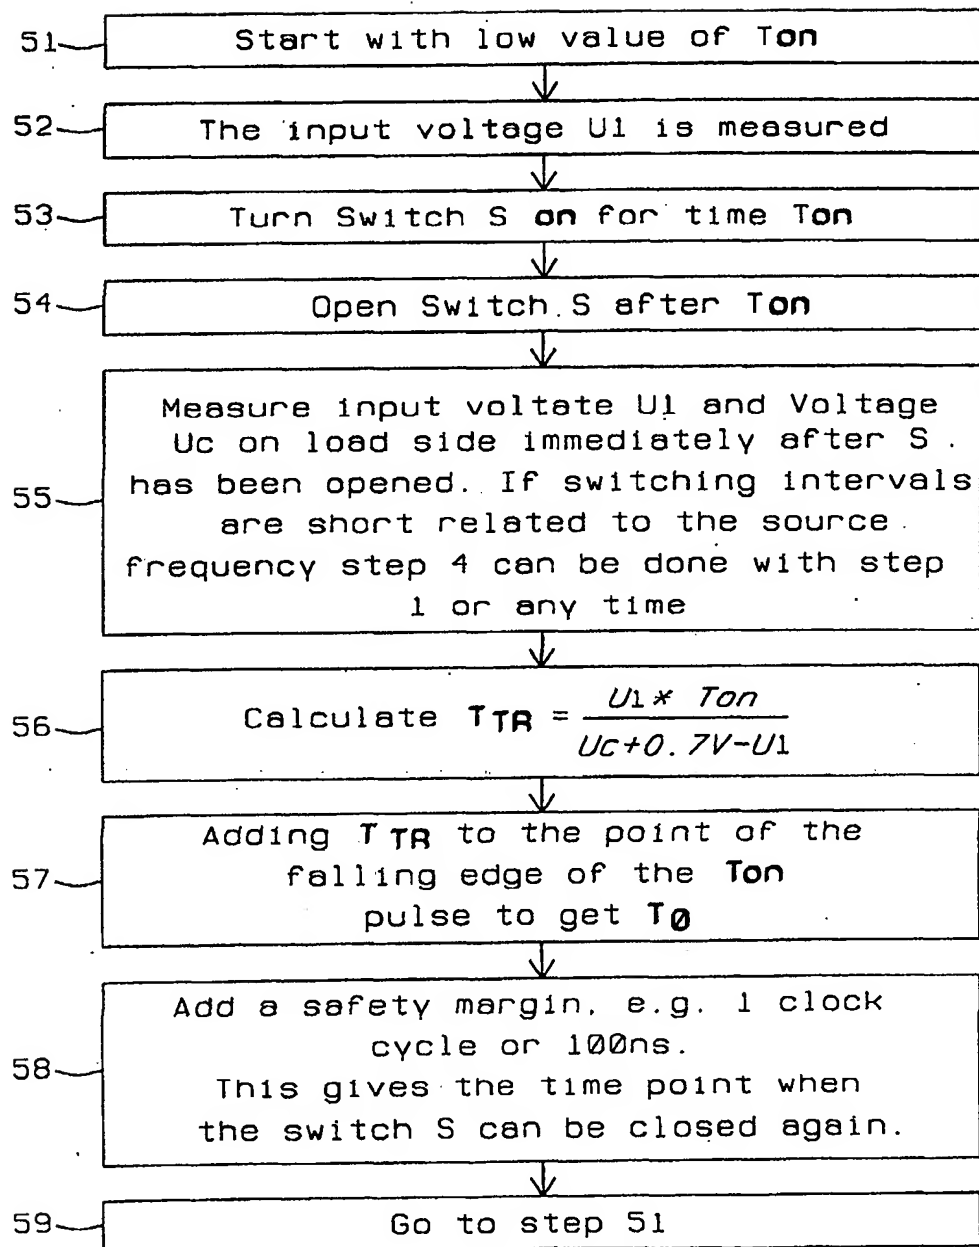 51 Start with low value of Ton
52 The input voltage U1 is measured
53 Turn Switch S on for time Ton
54 Open Switch S after Ton
Measure input voltate U1 and Voltage
Uc on load side immediately after S
has been opened. If switching intervals
55 are short related to the source
frequency step 4 can be done with step
1 or any time
56 Calculate TTR = U1* Ton / Uc+0.7V-U1
Adding TTR to the point of the
57 falling edge of the Ton
pulse to get T0
Add a safety margin, e.g. 1 clock
cycle or 100ns.
58 This gives the time point when
the switch S can be closed again.
59 Go to step 51